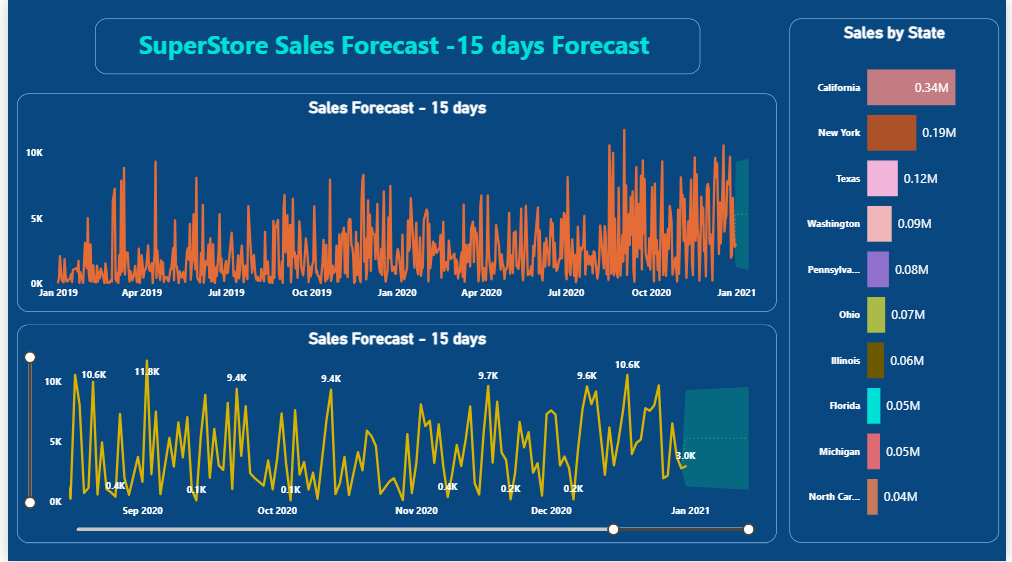 SuperStore Sales Forecast -15 days Forecast
Sales Forecast - 15 days
10K
5K
0K
Jan 2019 Apr 2019 Jul 2019 Oct 2019 Jan 2020 Apr 2020 Jul 2020 Oct 2020 Jan 2021
Sales Forecast - 15 days
10K
5K
0K
10.6K 11.8K 9.4K 9.4K 9.7K 9.6K 10.6K
0.4K 0.1K 0.1K 0.4K 0.2K 0.2K 3.0K
Sep 2020 Oct 2020 Nov 2020 Dec 2020 Jan 2021
Sales by State
California 0.34M
New York 0.19M
Texas 0.12M
Washington 0.09M
Pennsylva... 0.08M
Ohio 0.07M
Illinois 0.06M
Florida 0.05M
Michigan 0.05M
North Car... 0.04M